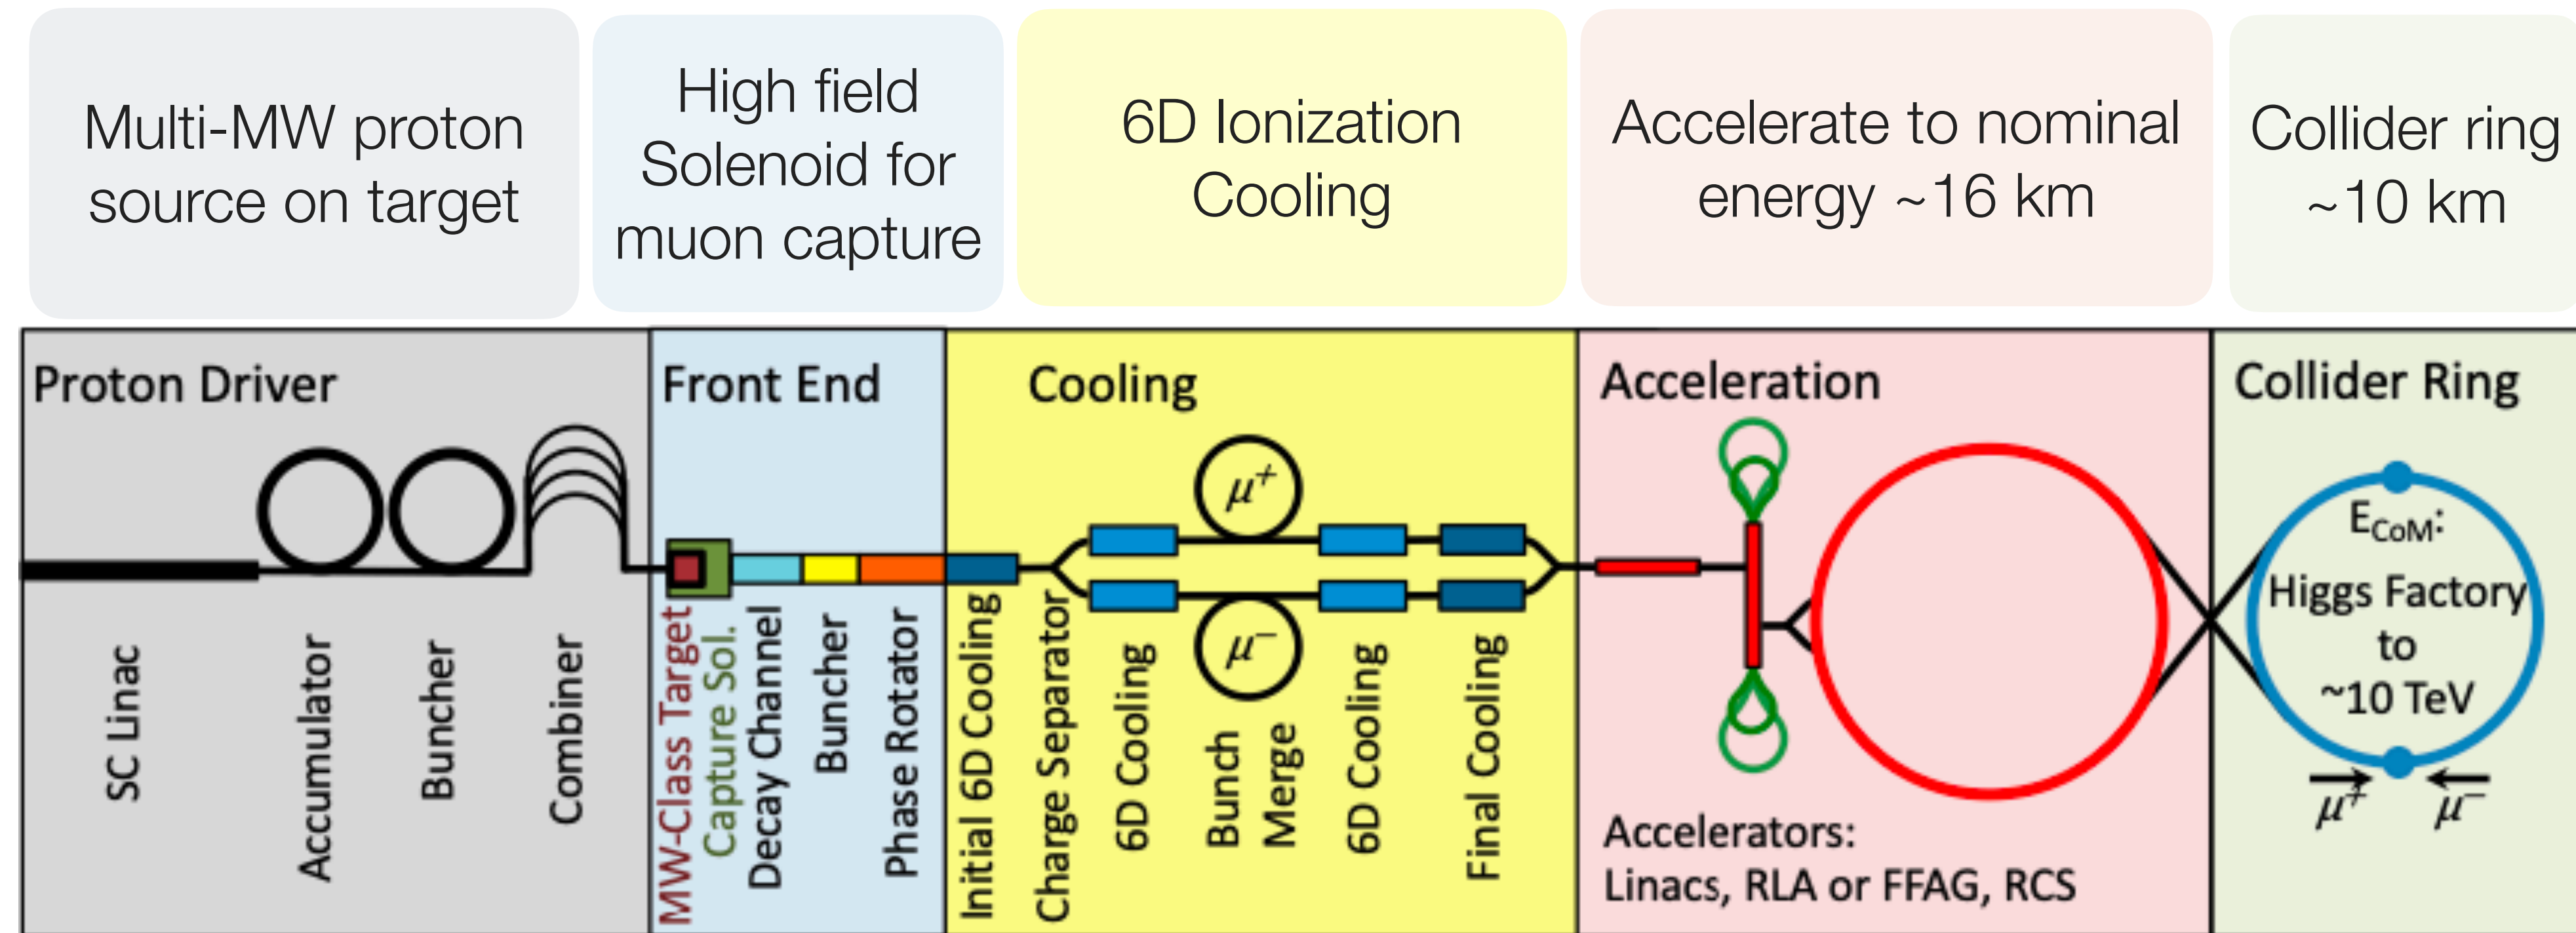 Multi-MW proton
source on target
High field
Solenoid for
muon capture
6D Ionization
Cooling
Accelerate to nominal
energy ~16 km
Collider ring
~10 km
Proton Driver
Front End
Cooling
Acceleration
Collider Ring
SC Linac
Accumulator
Buncher
Combiner
MW-Class Target
Capture Sol.
Decay Channel
Buncher
Phase Rotator
Initial 6D Cooling
Charge Separator
6D Cooling
μ+
μ−
Bunch
Merge
6D Cooling
Final Cooling
Accelerators:
Linacs, RLA or FFAG, RCS
ECoM:
Higgs Factory
to
~10 TeV
μ+ μ−